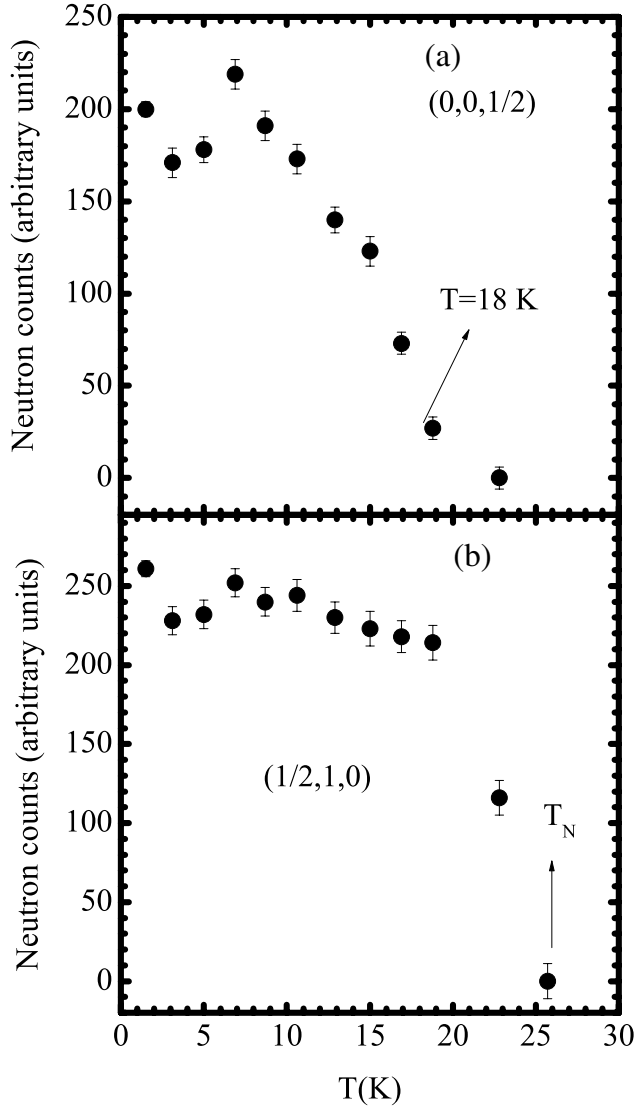 250
(a)
(0,0,1/2)
200
150
100
T=18 K
50
0
Neutron counts (arbitrary units)
(b)
250
200
150
(1/2,1,0)
100
T_N
50
0
Neutron counts (arbitrary units)
0 5 10 15 20 25 30
T(K)